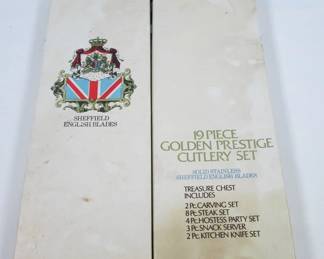 SHEFFIELD
ENGLISH BLADES
19 PIECE
GOLDEN PRESTIGE
CUTLERY SET
SOLID STAINLESS
SHEFFIELD ENGLISH BLADES
TREASURE CHEST
INCLUDES
2 Pc. CARVING SET
8 Pc. STEAK SET
4 Pc. HOSTESS PARTY SET
3 Pc. SNACK SERVER
2 Pc. KITCHEN KNIFE SET